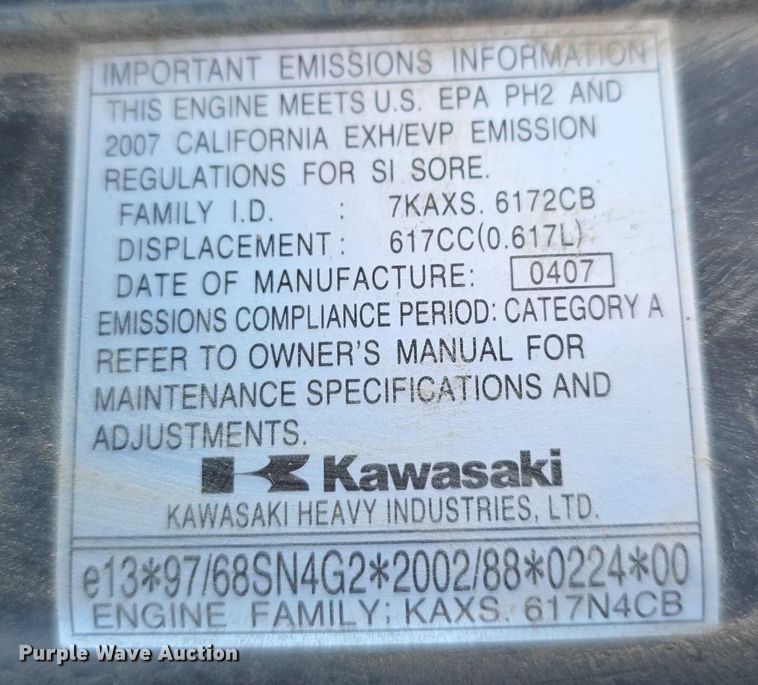 IMPORTANT EMISSIONS INFORMATION
THIS ENGINE MEETS U.S. EPA PH2 AND
2007 CALIFORNIA EXH/EVP EMISSION
REGULATIONS FOR SI SORE.
FAMILY I.D. : 7KAXS. 6172CB
DISPLACEMENT : 617CC(0.617L)
DATE OF MANUFACTURE: 0407
EMISSIONS COMPLIANCE PERIOD: CATEGORY A
REFER TO OWNER'S MANUAL FOR
MAINTENANCE SPECIFICATIONS AND
ADJUSTMENTS.
Kawasaki
KAWASAKI HEAVY INDUSTRIES, LTD.
e13*97/68SN4G2*2002/88*0224*00
ENGINE FAMILY; KAXS. 617N4CB
Purple Wave Auction